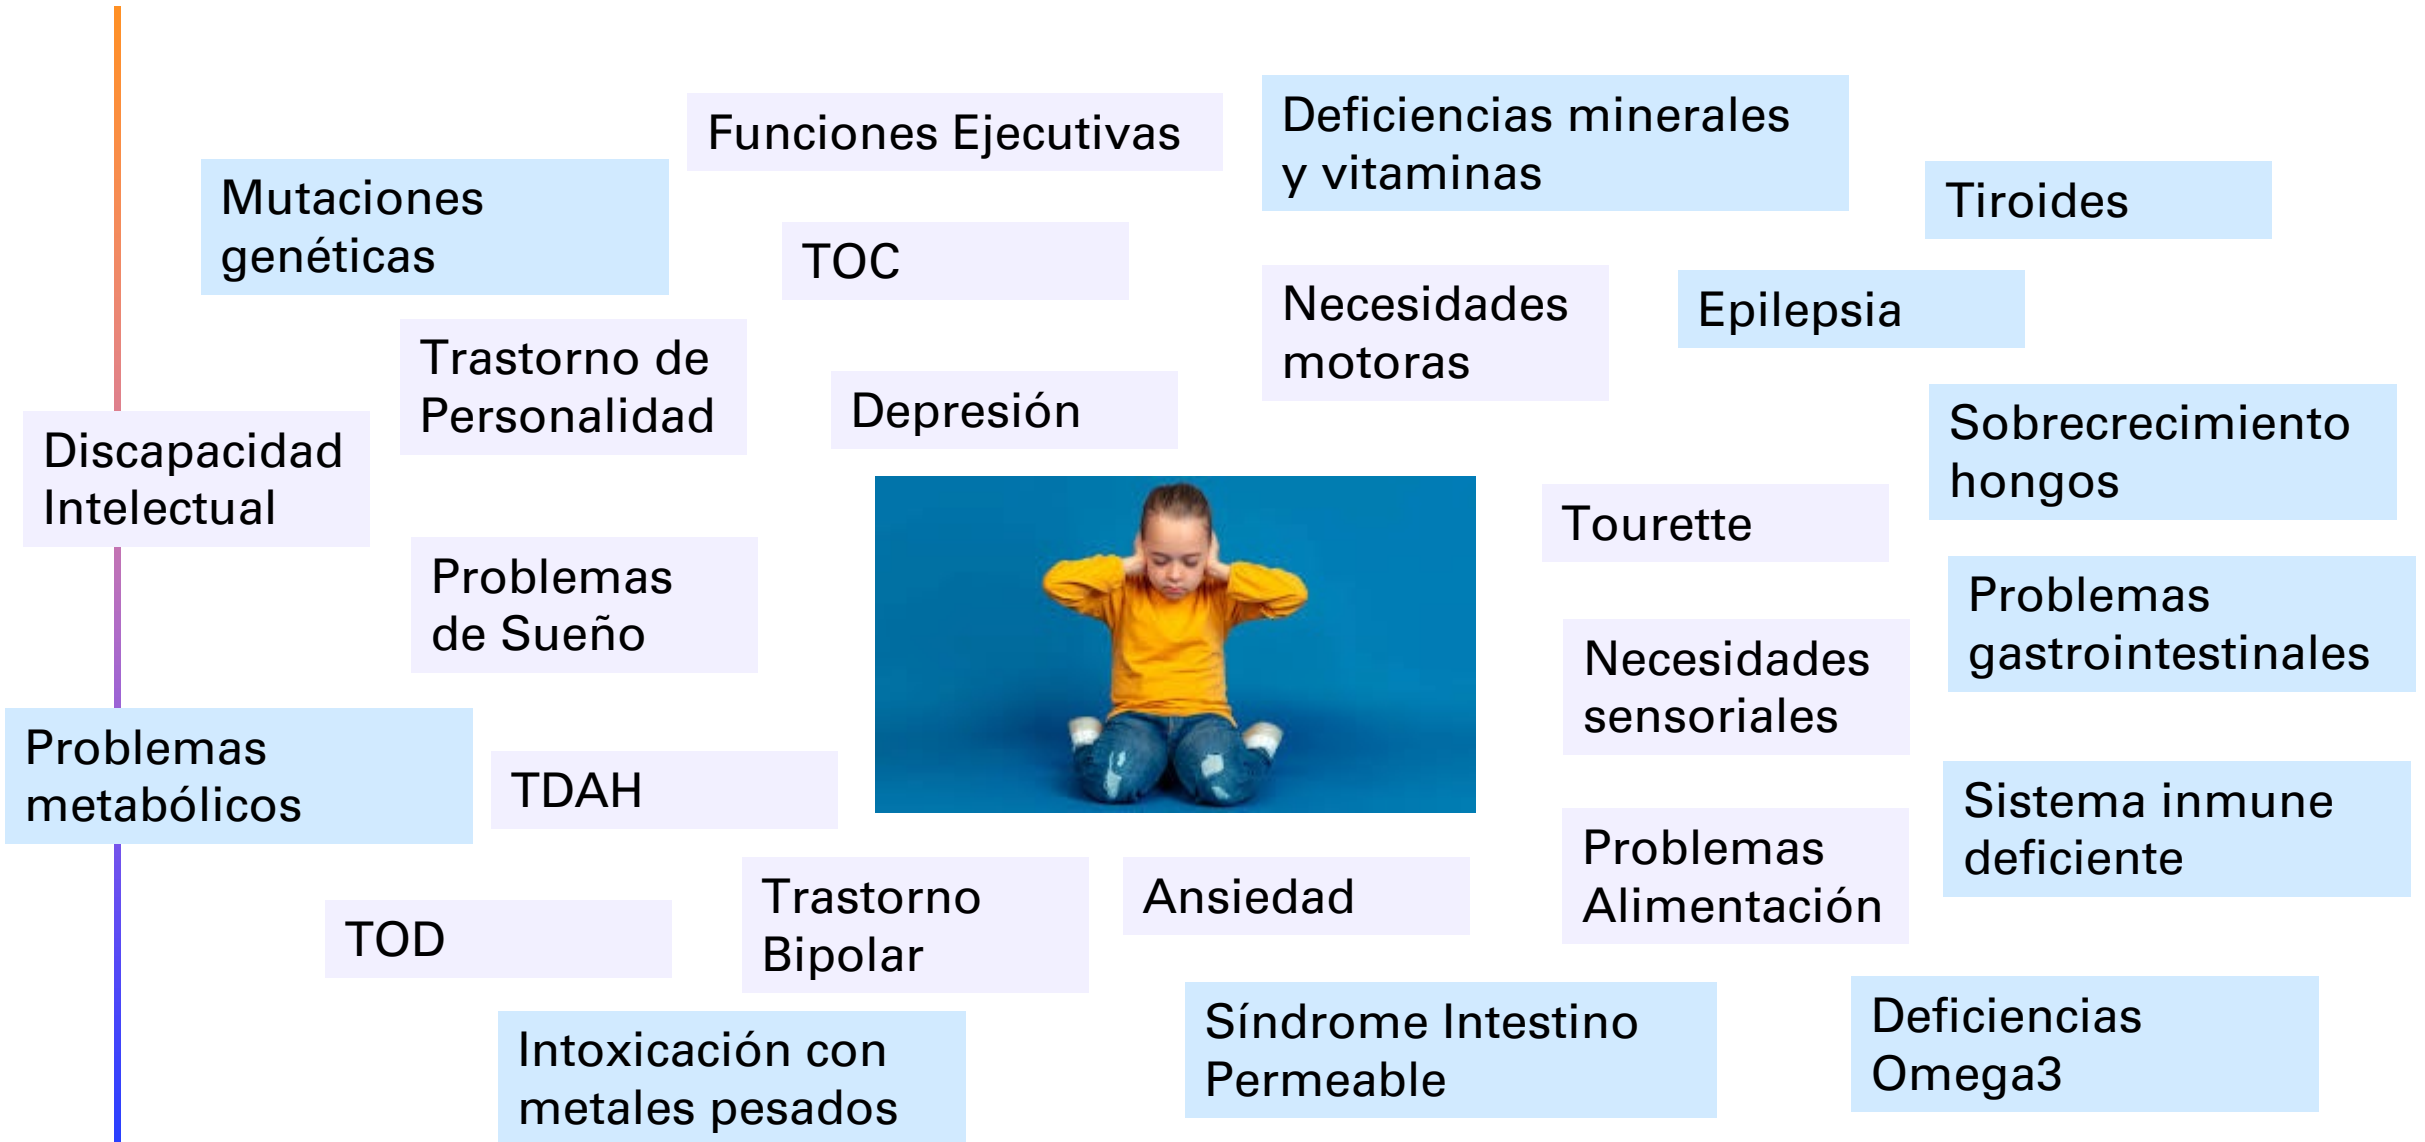 Funciones Ejecutivas
Deficiencias minerales
y vitaminas
Mutaciones
genéticas
Tiroides
TOC
Necesidades
motoras
Epilepsia
Trastorno de
Personalidad
Depresión
Discapacidad
Intelectual
Sobrecrecimiento
hongos
Tourette
Problemas
de Sueño
Problemas
gastrointestinales
Necesidades
sensoriales
Problemas
metabólicos
TDAH
Sistema inmune
deficiente
Problemas
Alimentación
Trastorno
Bipolar
Ansiedad
TOD
Síndrome Intestino
Permeable
Deficiencias
Omega3
Intoxicación con
metales pesados